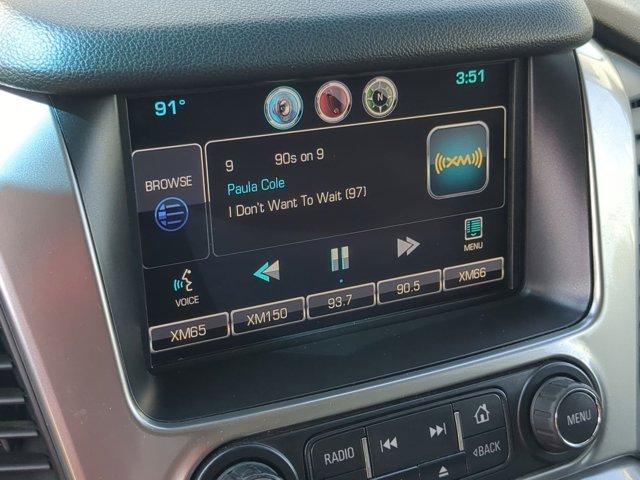 91°
N
3:51
BROWSE
9 90s on 9
((XM))
Paula Cole
I Don't Want To Wait (97)
VOICE
MENU
XM65
XM150
93.7
90.5
XM66
RADIO
BACK
MENU